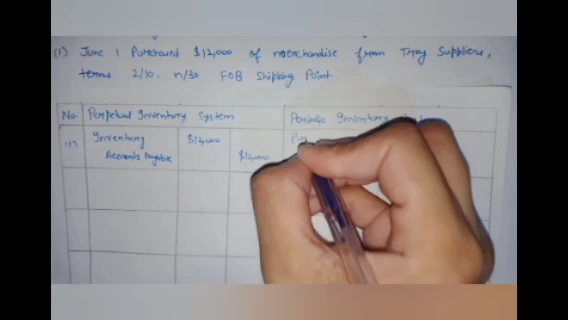 (1) June 1 Purchased $12,000 of merchandise from Troy Suppliers,
terms 2/10. n/30 FOB Shipping Point.
No. Perpetual Inventory System Periodic Inventory
(1) Inventory $12,000
Accounts Payable $12,000